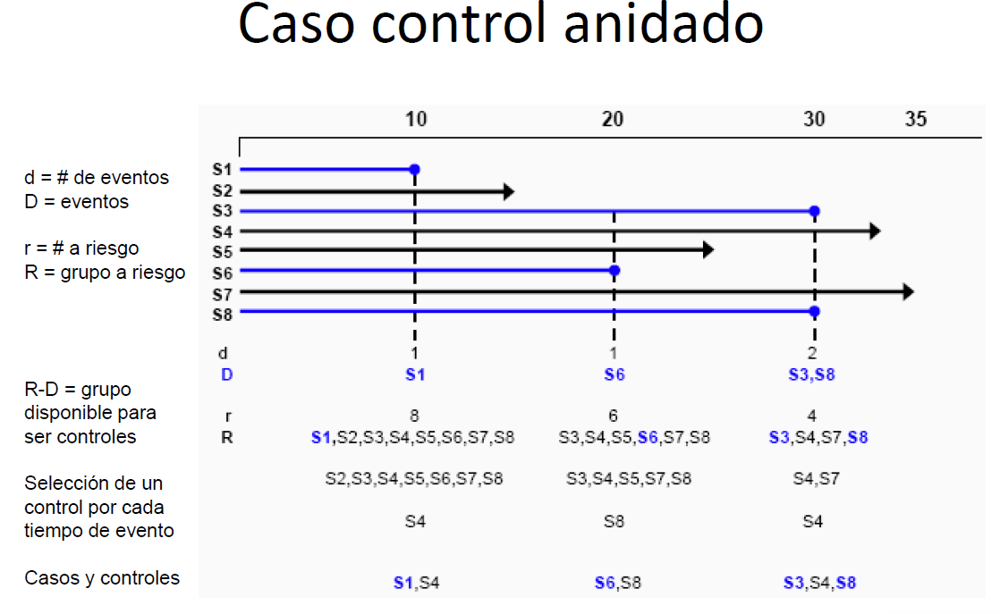 Caso control anidado
10 20 30 35
d = # de eventos
D = eventos
r = # a riesgo
R = grupo a riesgo
S1
S2
S3
S4
S5
S6
S7
S8
d 1 1 2
D S1 S6 S3,S8
R-D = grupo
disponible para
ser controles
r 8 6 4
R S1,S2,S3,S4,S5,S6,S7,S8 S3,S4,S5,S6,S7,S8 S3,S4,S7,S8
S2,S3,S4,S5,S6,S7,S8 S3,S4,S5,S7,S8 S4,S7
Selección de un
control por cada
tiempo de evento
S4 S8 S4
Casos y controles
S1,S4 S6,S8 S3,S4,S8